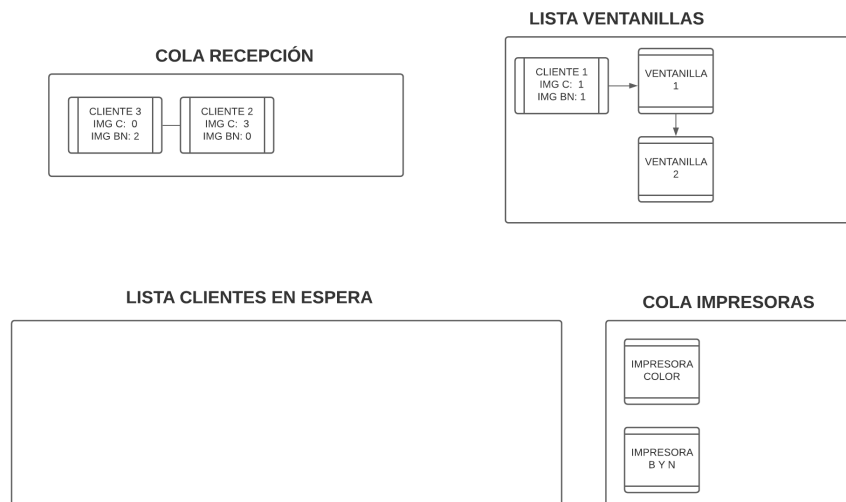 COLA RECEPCIÓN
CLIENTE 3
IMG C:  0
IMG BN: 2
CLIENTE 2
IMG C:  3
IMG BN: 0
LISTA VENTANILLAS
CLIENTE 1
IMG C:  1
IMG BN: 1
VENTANILLA
1
VENTANILLA
2
LISTA CLIENTES EN ESPERA
COLA IMPRESORAS
IMPRESORA
COLOR
IMPRESORA
B Y N